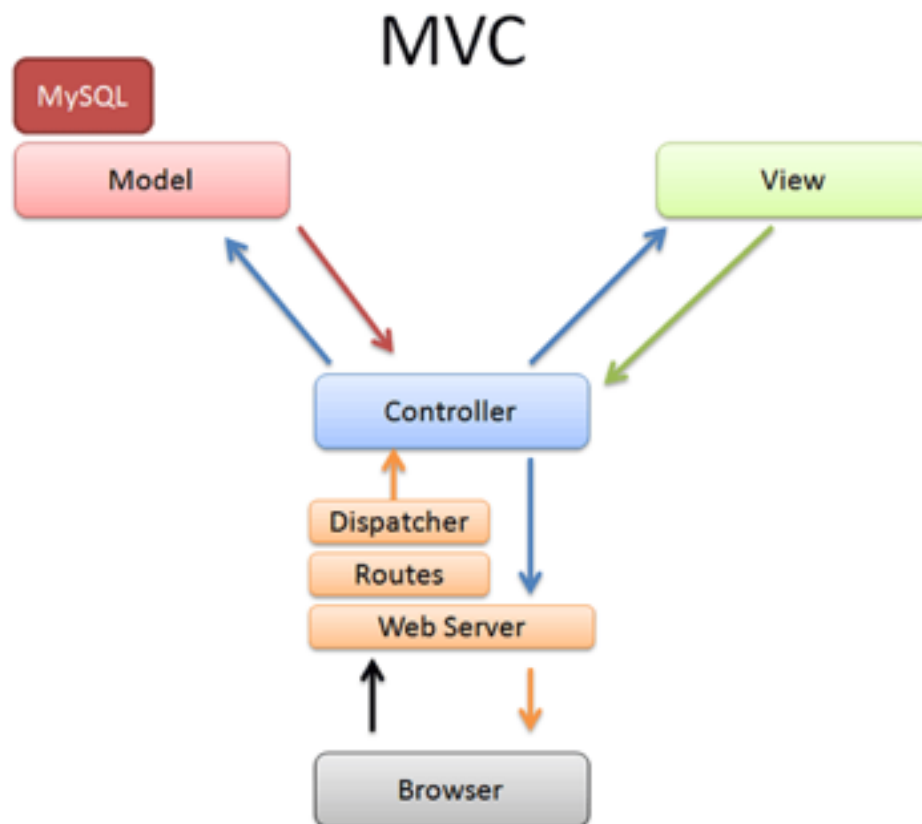 MVC
MySQL
Model
View
Controller
Dispatcher
Routes
Web Server
Browser